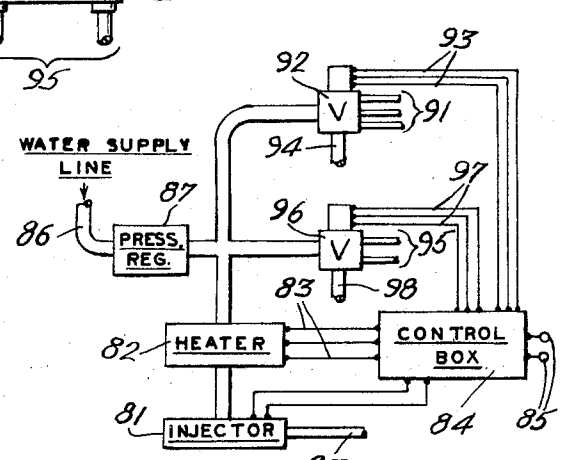 95
92
93
V
91
94
WATER SUPPLY
LINE
87
86
PRESS.
REG.
96
97
V
95
98
83
82
HEATER
CONTROL
BOX
84
85
81
INJECTOR